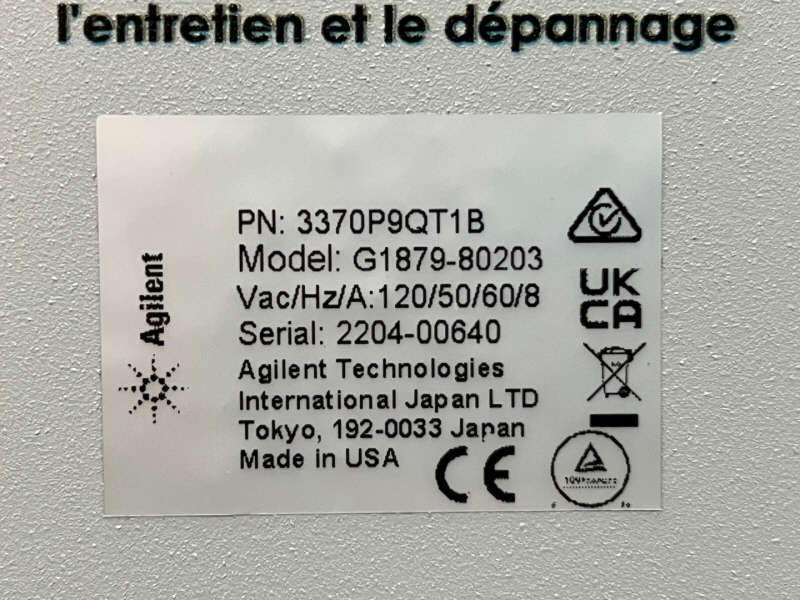 l'entretien et le dépannage
Agilent
PN: 3370P9QT1B
Model: G1879-80203
Vac/Hz/A:120/50/60/8
Serial: 2204-00640
Agilent Technologies
International Japan LTD
Tokyo, 192-0033 Japan
Made in USA
UK
CA
CE